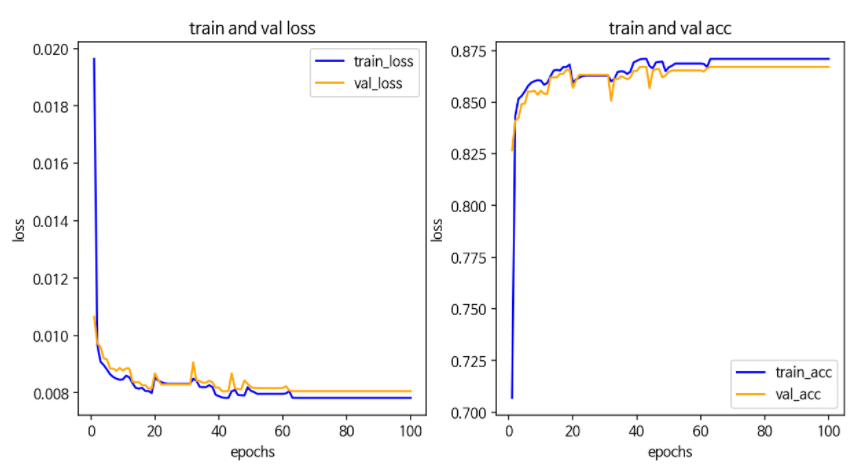 train and val loss
0.020
0.018
0.016
0.014
0.012
0.010
0.008
loss
0 20 40 60 80 100
epochs
train_loss
val_loss
train and val acc
0.875
0.850
0.825
0.800
0.775
0.750
0.725
0.700
loss
0 20 40 60 80 100
epochs
train_acc
val_acc